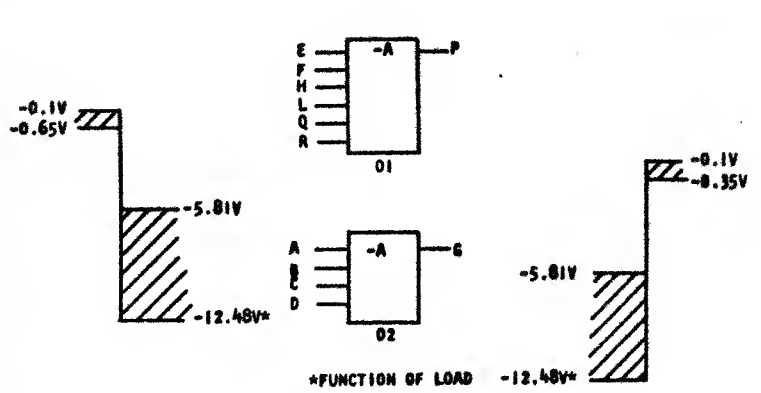 E -A P
F
H
L
Q
R
01
-0.1V
-0.65V
-5.81V
-12.48V*
-0.1V
-0.35V
-5.81V
-12.48V*
A -A G
B
C
D
02
*FUNCTION OF LOAD